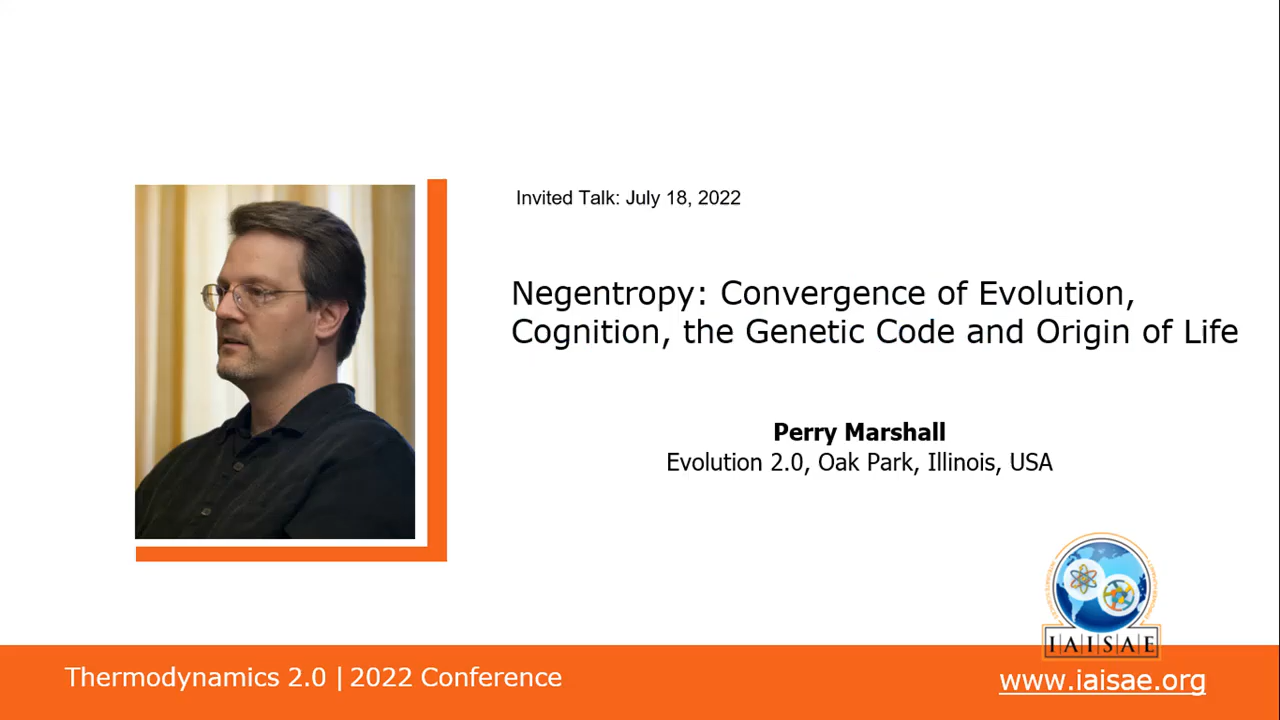 Invited Talk: July 18, 2022
Negentropy: Convergence of Evolution,
Cognition, the Genetic Code and Origin of Life
Perry Marshall
Evolution 2.0, Oak Park, Illinois, USA
IAISAE
Thermodynamics 2.0 | 2022 Conference
www.iaisae.org